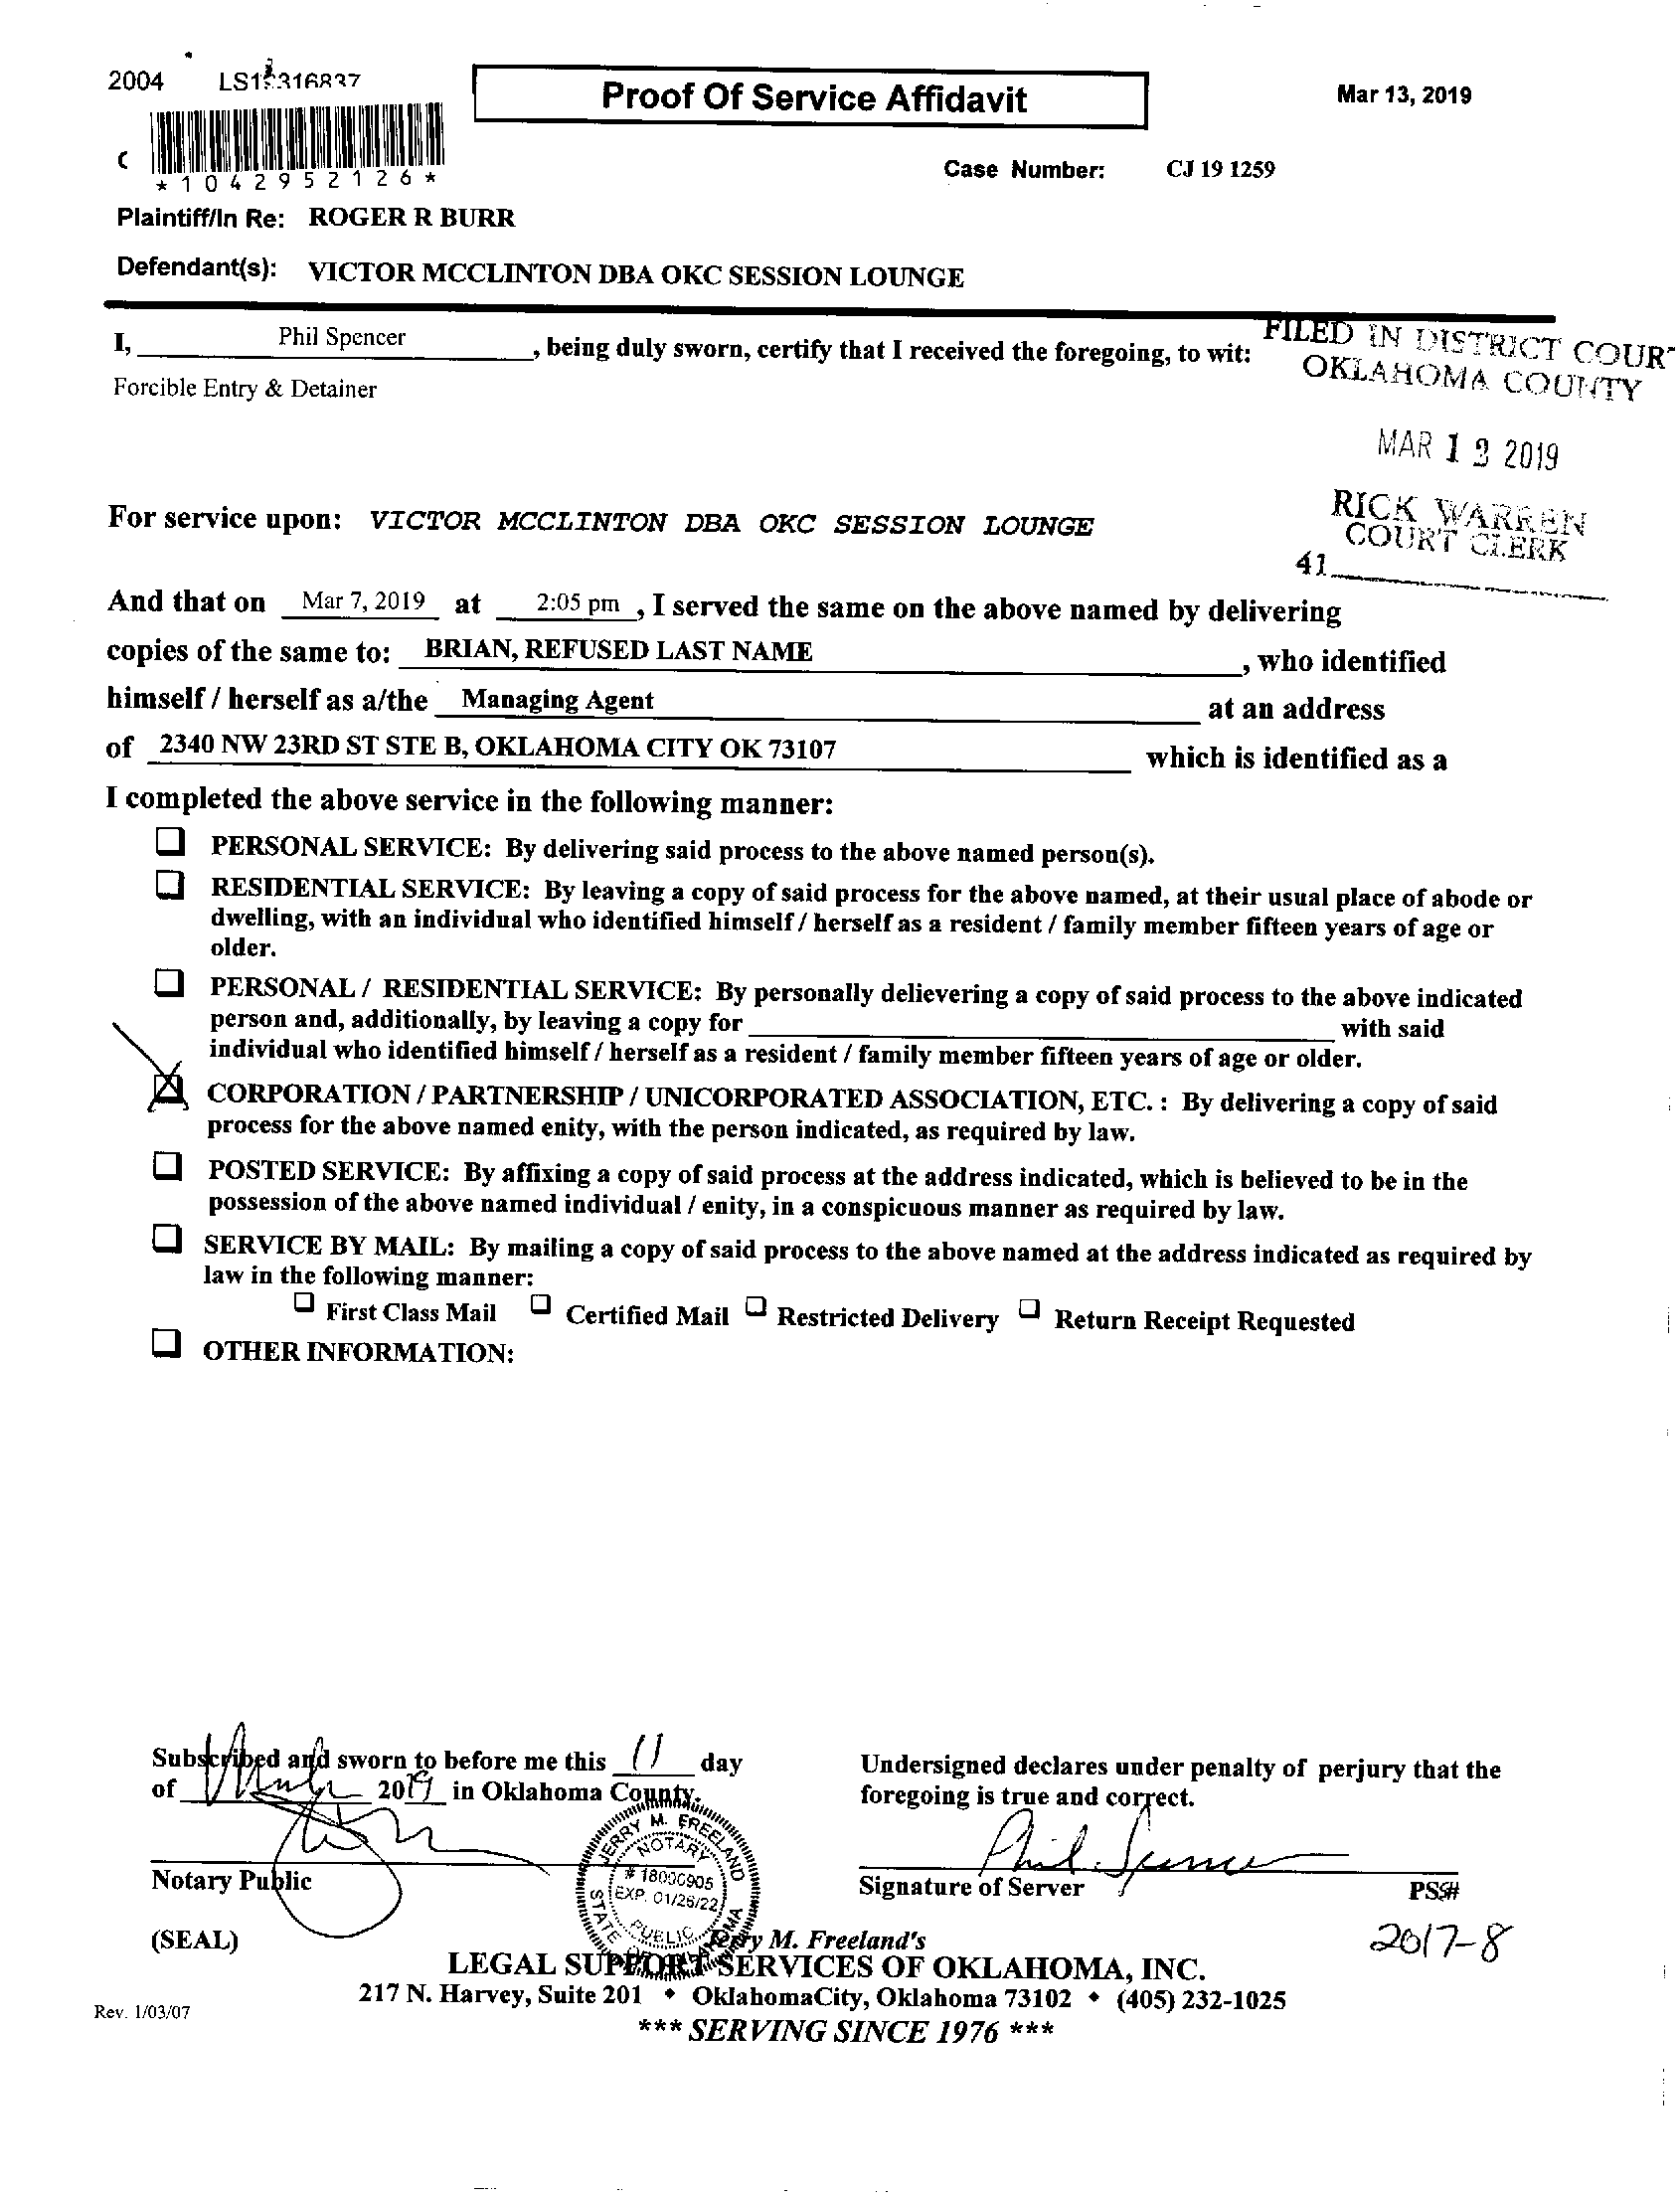 2004 LS19316837
Proof Of Service Affidavit
Mar 13, 2019
*1042952126*
Case Number: CJ 19 1259
Plaintiff/In Re: ROGER R BURR
Defendant(s): VICTOR MCCLINTON DBA OKC SESSION LOUNGE
FILED IN DISTRICT COURT
OKLAHOMA COUNTY
I, Phil Spencer, being duly sworn, certify that I received the foregoing, to wit:
Forcible Entry & Detainer
MAR 13 2019
RICK WARREN
COURT CLERK
41
For service upon: VICTOR MCCLINTON DBA OKC SESSION LOUNGE
And that on Mar 7, 2019 at 2:05 pm, I served the same on the above named by delivering
copies of the same to: BRIAN, REFUSED LAST NAME, who identified
himself / herself as a/the Managing Agent at an address
of 2340 NW 23RD ST STE B, OKLAHOMA CITY OK 73107 which is identified as a
I completed the above service in the following manner:
PERSONAL SERVICE: By delivering said process to the above named person(s).
RESIDENTIAL SERVICE: By leaving a copy of said process for the above named, at their usual place of abode or
dwelling, with an individual who identified himself / herself as a resident / family member fifteen years of age or
older.
PERSONAL / RESIDENTIAL SERVICE: By personally delievering a copy of said process to the above indicated
person and, additionally, by leaving a copy for with said
individual who identified himself / herself as a resident / family member fifteen years of age or older.
CORPORATION / PARTNERSHIP / UNICORPORATED ASSOCIATION, ETC. : By delivering a copy of said
process for the above named enity, with the person indicated, as required by law.
POSTED SERVICE: By affixing a copy of said process at the address indicated, which is believed to be in the
possession of the above named individual / enity, in a conspicuous manner as required by law.
SERVICE BY MAIL: By mailing a copy of said process to the above named at the address indicated as required by
law in the following manner:
First Class Mail Certified Mail Restricted Delivery Return Receipt Requested
OTHER INFORMATION:
Subscribed and sworn to before me this 11 day
of March 2019 in Oklahoma County.
Undersigned declares under penalty of perjury that the
foregoing is true and correct.
Phil Spencer
JERRY M. FREELAND
NOTARY
# 18000905
EXP. 01/26/22
PUBLIC
STATE OF OKLAHOMA
Notary Public
Signature of Server PSS#
2017-8
(SEAL)
Jerry M. Freeland's
LEGAL SUPPORT SERVICES OF OKLAHOMA, INC.
217 N. Harvey, Suite 201 ◆ OklahomaCity, Oklahoma 73102 ◆ (405) 232-1025
Rev. 1/03/07
*** SERVING SINCE 1976 ***